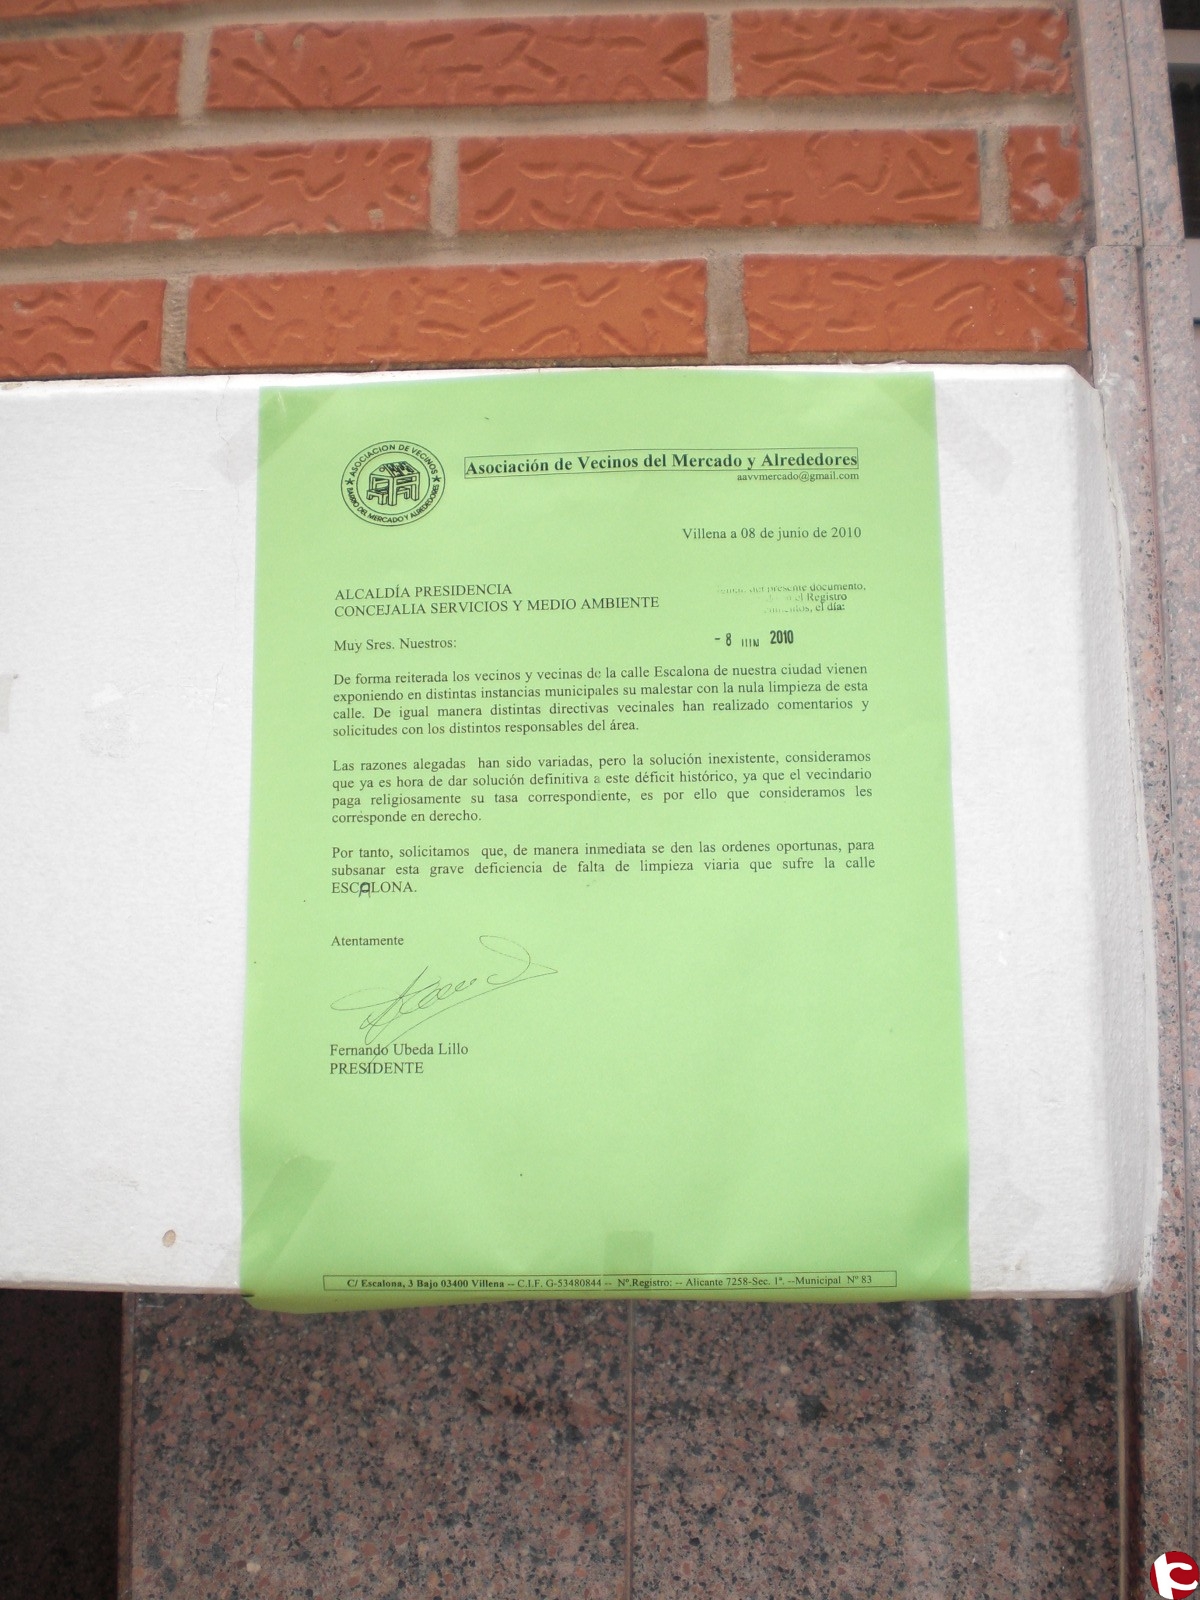 ASOCIACION DE VECINOS
BARRIO DEL MERCADO Y ALREDEDORES
Asociación de Vecinos del Mercado y Alrededores
aavvmercado@gmail.com
Villena a 08 de junio de 2010
ALCALDÍA PRESIDENCIA
CONCEJALIA SERVICIOS Y MEDIO AMBIENTE
del presente documento,
el Registro
el día:
- 8 JUN 2010
Muy Sres. Nuestros:
De forma reiterada los vecinos y vecinas de la calle Escalona de nuestra ciudad vienen
exponiendo en distintas instancias municipales su malestar con la nula limpieza de esta
calle. De igual manera distintas directivas vecinales han realizado comentarios y
solicitudes con los distintos responsables del área.
Las razones alegadas han sido variadas, pero la solución inexistente, consideramos
que ya es hora de dar solución definitiva a este déficit histórico, ya que el vecindario
paga religiosamente su tasa correspondiente, es por ello que consideramos les
corresponde en derecho.
Por tanto, solicitamos que, de manera inmediata se den las ordenes oportunas, para
subsanar esta grave deficiencia de falta de limpieza viaria que sufre la calle
ESCALONA.
Atentamente
Fernando Ubeda Lillo
PRESIDENTE
C/ Escalona, 3 Bajo 03400 Villena -- C.I.F. G-53480844 -- Nº.Registro: -- Alicante 7258-Sec. 1ª. --Municipal Nº 83